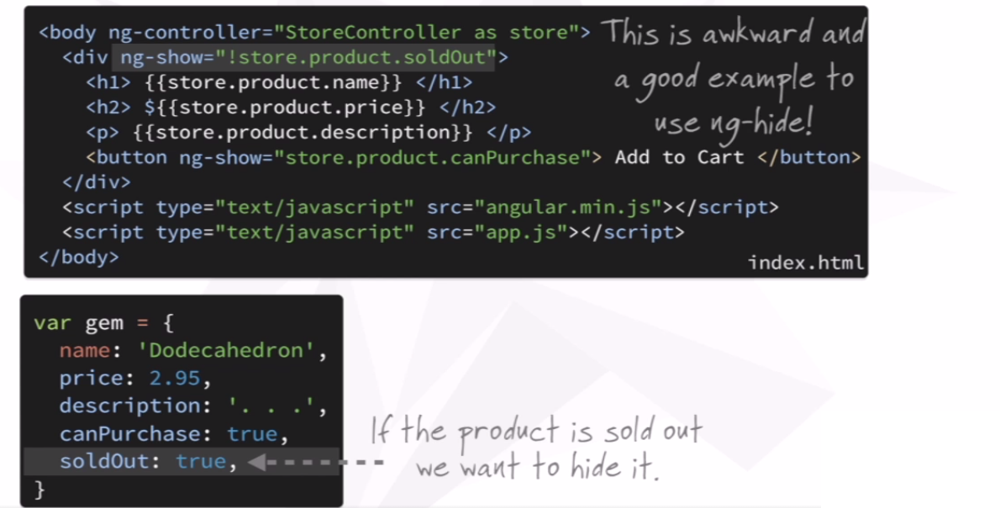 <body ng-controller="StoreController as store"> This is awkward and
<div ng-show="!store.product.soldOut">
<h1> {{store.product.name}} </h1> a good example to
<h2> ${{store.product.price}} </h2>
<p> {{store.product.description}} </p> use ng-hide!
<button ng-show="store.product.canPurchase"> Add to Cart </button>
</div>
<script type="text/javascript" src="angular.min.js"></script>
<script type="text/javascript" src="app.js"></script>
</body>
index.html
var gem = {
name: 'Dodecahedron',
price: 2.95,
description: '. . .',
canPurchase: true,
soldOut: true,
}
If the product is sold out
we want to hide it.